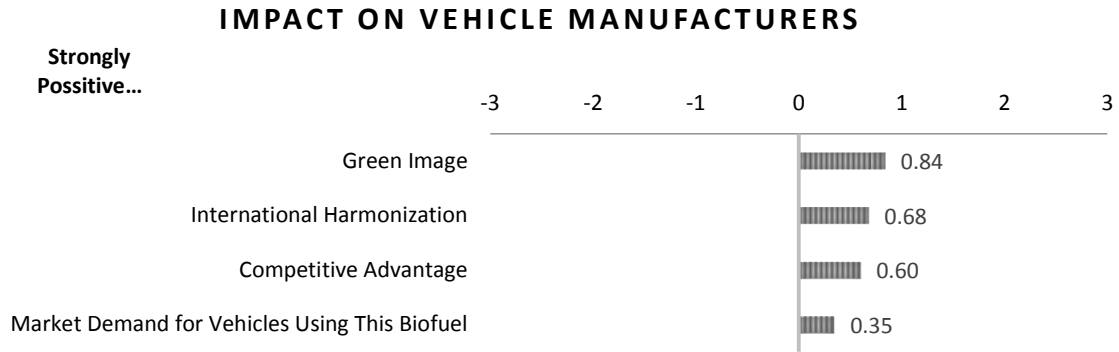 IMPACT ON VEHICLE MANUFACTURERS
Strongly
Possitive…
-3 -2 -1 0 1 2 3
Green Image 0.84
International Harmonization 0.68
Competitive Advantage 0.60
Market Demand for Vehicles Using This Biofuel 0.35